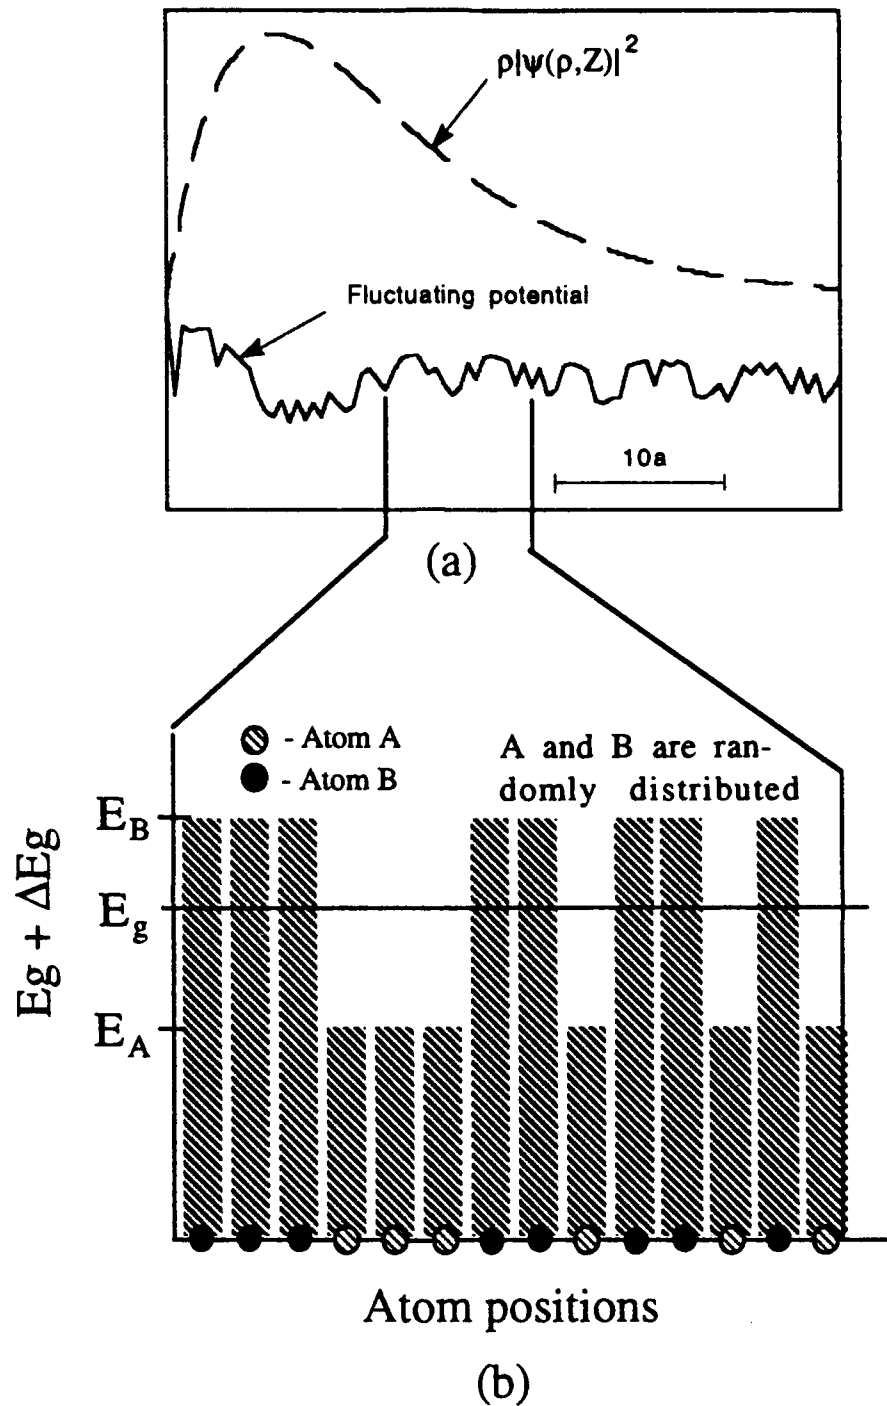 ρ|ψ(ρ,Z)|²
Fluctuating potential
10a
(a)
- Atom A
- Atom B
A and B are ran-
domly distributed
E_B
E_g
E_A
Eg + ΔEg
Atom positions
(b)